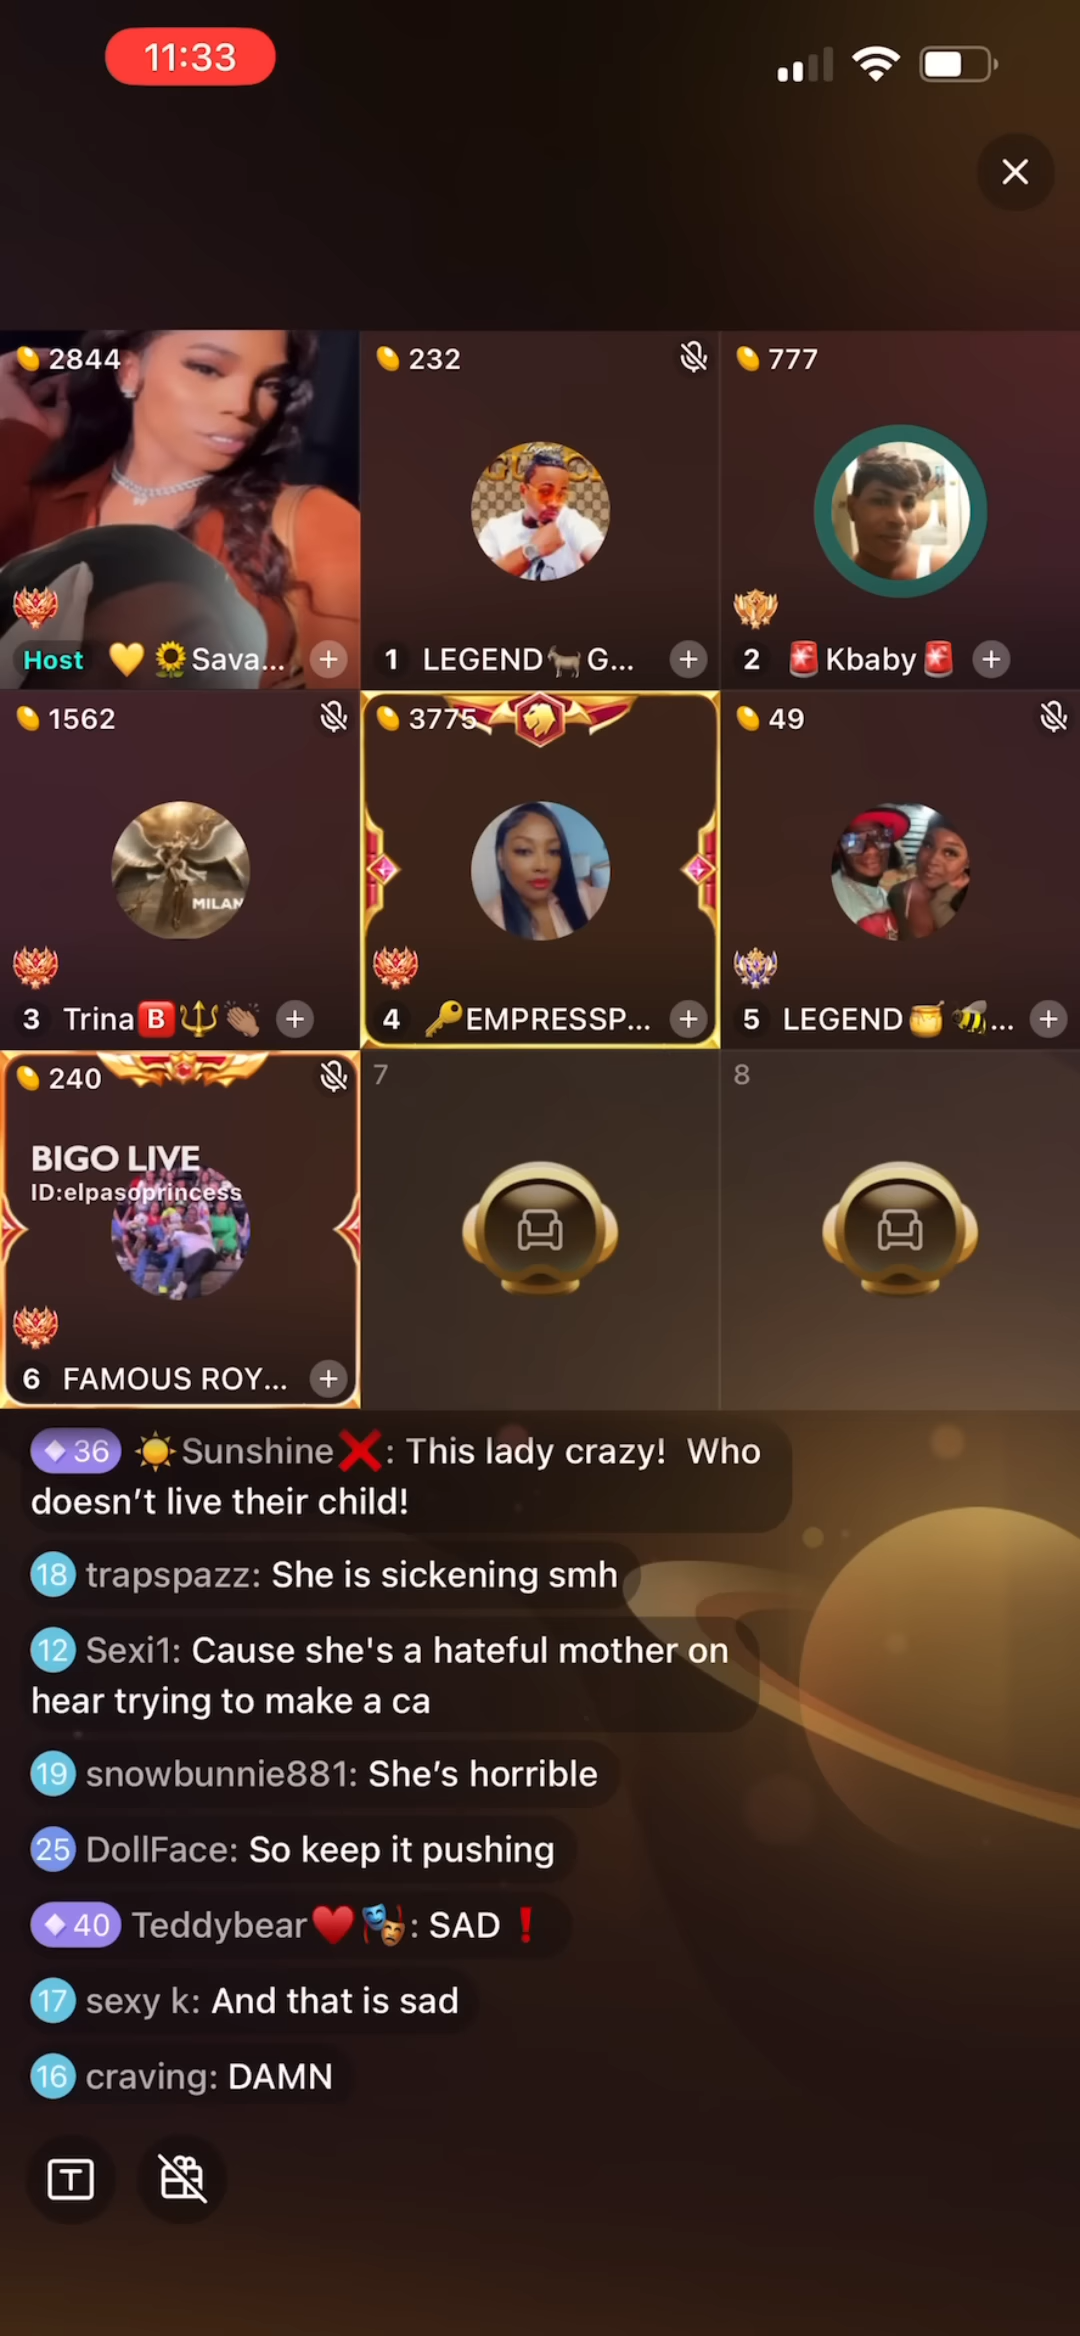 11:33
2844
232
777
Host 💛🌻Sava...
1 LEGEND🐐G...
2 🚨Kbaby🚨
1562
3775
49
MILAN
3 Trina🅱️🔱👏🏽
4 🔑EMPRESSP...
5 LEGEND🍯🐝...
240
7
8
BIGO LIVE
ID:elpasoprincess
6 FAMOUS ROY...
36 ☀️Sunshine❌: This lady crazy! Who
doesn't live their child!
18 trapspazz: She is sickening smh
12 Sexi1: Cause she's a hateful mother on
hear trying to make a ca
19 snowbunnie881: She's horrible
25 DollFace: So keep it pushing
40 Teddybear♥️🎭: SAD❗
17 sexy k: And that is sad
16 craving: DAMN
T